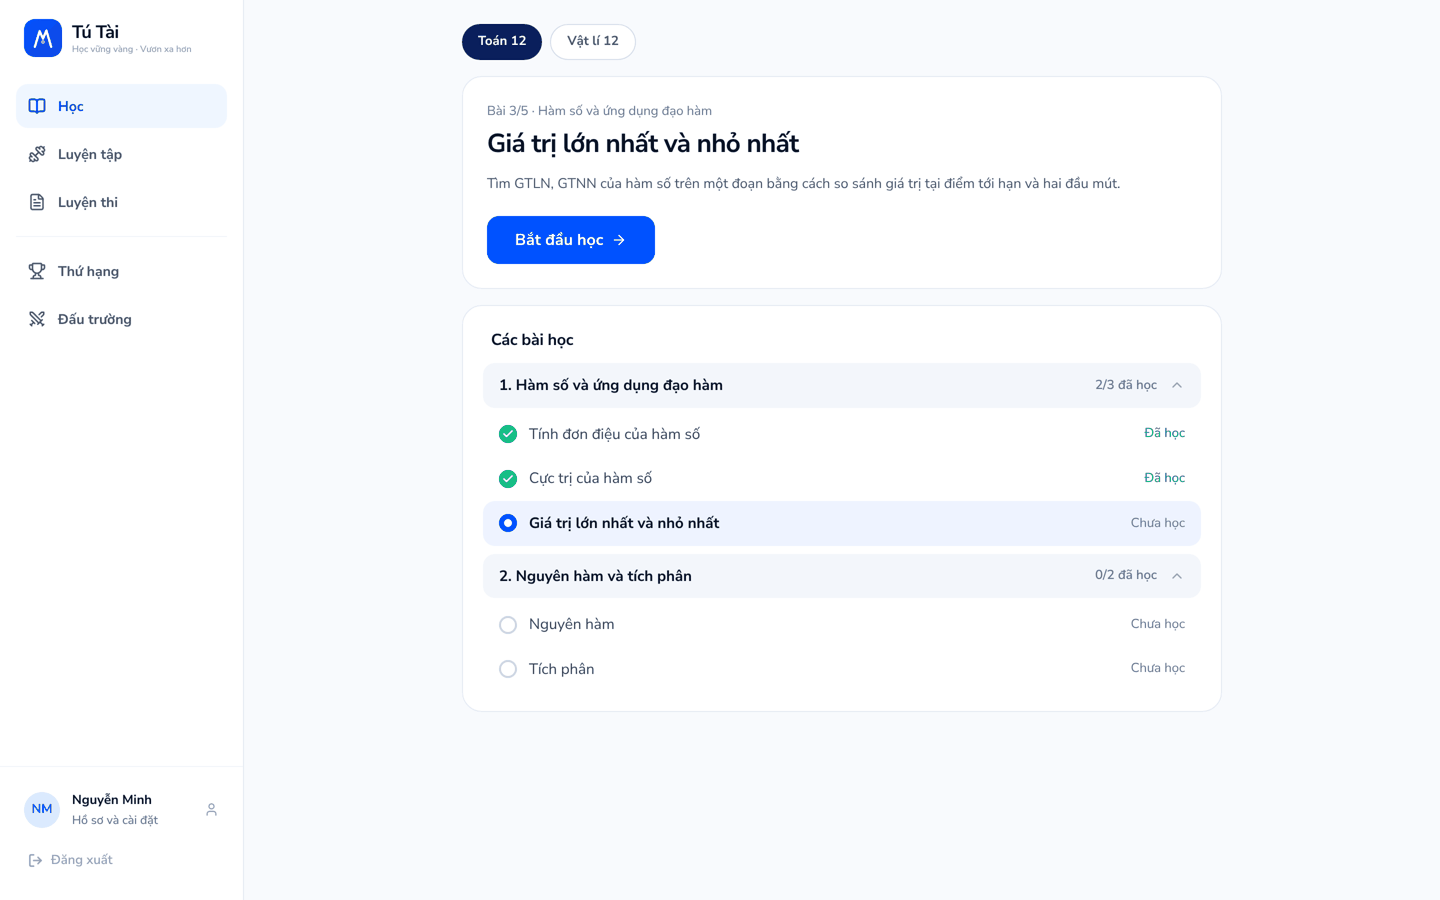 Tú Tài
Học vững vàng · Vươn xa hơn
Học
Luyện tập
Luyện thi
Thứ hạng
Đấu trường
Nguyễn Minh
NM
Hồ sơ và cài đặt
Đăng xuất
Toán 12
Vật lí 12
Bài 3/5 · Hàm số và ứng dụng đạo hàm
Giá trị lớn nhất và nhỏ nhất
Tìm GTLN, GTNN của hàm số trên một đoạn bằng cách so sánh giá trị tại điểm tới hạn và hai đầu mút.
Bắt đầu học
Các bài học
1. Hàm số và ứng dụng đạo hàm 2/3 đã học
Tính đơn điệu của hàm số Đã học
Cực trị của hàm số Đã học
Giá trị lớn nhất và nhỏ nhất Chưa học
2. Nguyên hàm và tích phân 0/2 đã học
Nguyên hàm Chưa học
Tích phân Chưa học